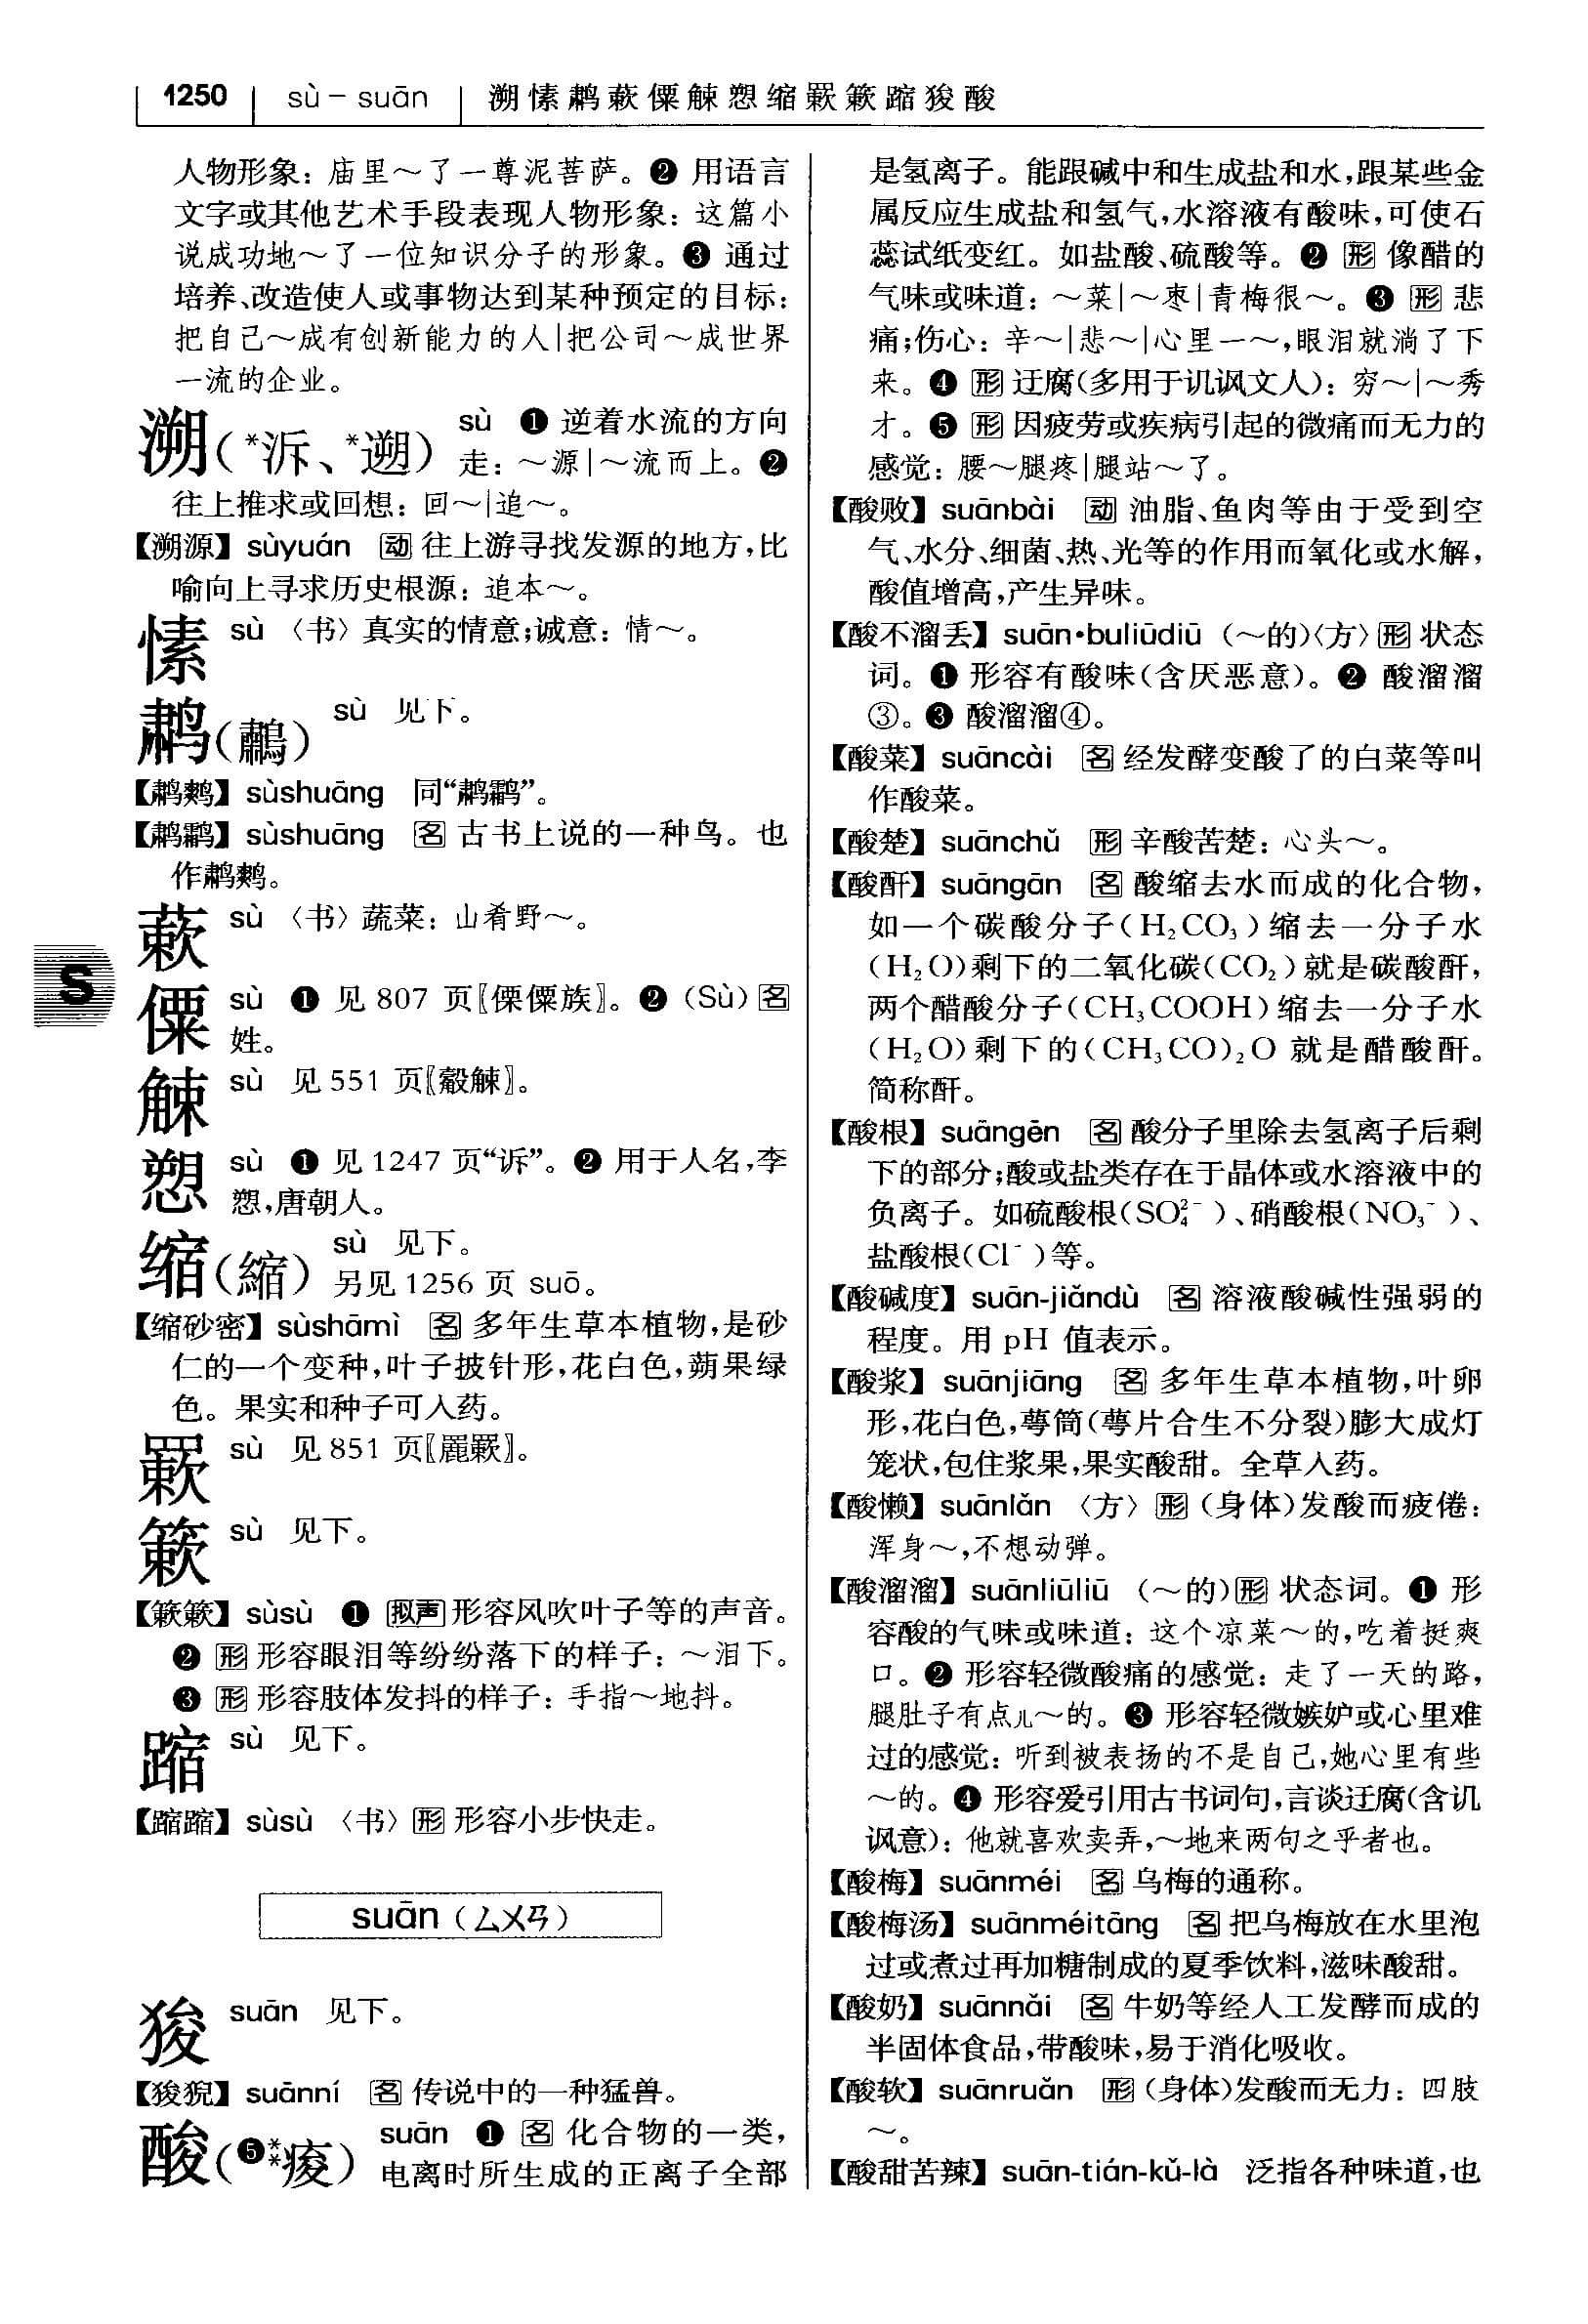 1250 sù－suān 溯愫鹔蔌僳觫愬缩蔌簌蹜狻酸
人物形象：庙里～了一尊泥菩萨。❷ 用语言
文字或其他艺术手段表现人物形象：这篇小
说成功地～了一位知识分子的形象。❸ 通过
培养、改造使人或事物达到某种预定的目标：
把自己～成有创新能力的人|把公司～成世界
一流的企业。
溯(*泝、*遡) sù ❶ 逆着水流的方向
走：～源|～流而上。❷
往上推求或回想：回～|追～。
【溯源】 sùyuán 动 往上游寻找发源的地方，比
喻向上寻求历史根源：追本～。
愫 sù 〈书〉真实的情意；诚意：情～。
鹔(鷫) sù 见下。
【鹔鹴】 sùshuāng 同“鹔鹴”。
【鹔鹴】 sùshuāng 名 古书上说的一种鸟。也
作鹔鹴。
蔌 sù 〈书〉蔬菜：山肴野～。
僳 sù ❶ 见 807 页〖傈僳族〗。❷ (Sù) 名
姓。
觫 sù 见 551 页〖觳觫〗。
愬 sù ❶ 见 1247 页“诉”。❷ 用于人名，李
愬，唐朝人。
缩(縮) sù 见下。
另见 1256 页 suō。
【缩砂密】 sùshāmì 名 多年生草本植物，是砂
仁的一个变种，叶子披针形，花白色，蒴果绿
色。果实和种子可入药。
sù 见 851 页
簌 sù 见下。
【簌簌】 sùsù ❶ 拟声 形容风吹叶子等的声音。
❷ 形 形容眼泪等纷纷落下的样子：～泪下。
❸ 形 形容肢体发抖的样子：手指～地抖。
蹜 sù 见下。
【蹜蹜】 sùsù 〈书〉形 形容小步快走。
S
suān（ㄙㄨㄢ）
狻 suān 见下。
【狻猊】 suānní 名 传说中的一种猛兽。
酸(❺**痠) suān ❶ 名 化合物的一类，
电离时所生成的正离子全部
是氢离子。能跟碱中和生成盐和水，跟某些金
属反应生成盐和氢气，水溶液有酸味，可使石
蕊试纸变红。如盐酸、硫酸等。❷ 形 像醋的
气味或味道：～菜|～枣|青梅很～。❸ 形 悲
痛；伤心：辛～|悲～|心里一～，眼泪就淌了下
来。❹ 形 迂腐(多用于讥讽文人)：穷～|～秀
才。❺ 形 因疲劳或疾病引起的微痛而无力的
感觉：腰～腿疼|腿站～了。
【酸败】 suānbài 动 油脂、鱼肉等由于受到空
气、水分、细菌、热、光等的作用而氧化或水解，
酸值增高，产生异味。
【酸不溜丢】 suān•buliūdiū (～的)〈方〉形 状态
词。❶ 形容有酸味(含厌恶意)。❷ 酸溜溜
③。❸ 酸溜溜④。
【酸菜】 suāncài 名 经发酵变酸了的白菜等叫
作酸菜。
【酸楚】 suānchǔ 形 辛酸苦楚：心头～。
【酸酐】 suāngān 名 酸缩去水而成的化合物，
如一个碳酸分子(H₂CO₃)缩去一分子水
(H₂O)剩下的二氧化碳(CO₂)就是碳酸酐，
两个醋酸分子(CH₃COOH)缩去一分子水
(H₂O)剩下的(CH₃CO)₂O 就是醋酸酐。
简称酐。
【酸根】 suāngēn 名 酸分子里除去氢离子后剩
下的部分；酸或盐类存在于晶体或水溶液中的
负离子。如硫酸根(SO₄²⁻)、硝酸根(NO₃⁻)、
盐酸根(Cl⁻)等。
【酸碱度】 suān-jiǎndù 名 溶液酸碱性强弱的
程度。用 pH 值表示。
【酸浆】 suānjiāng 名 多年生草本植物，叶卵
形，花白色，萼筒(萼片合生不分裂)膨大成灯
笼状，包住浆果，果实酸甜。全草入药。
【酸懒】 suānlǎn 〈方〉形 (身体)发酸而疲倦：
浑身～，不想动弹。
【酸溜溜】 suānliūliū (～的) 形 状态词。❶ 形
容酸的气味或味道：这个凉菜～的，吃着挺爽
口。❷ 形容轻微酸痛的感觉：走了一天的路，
腿肚子有点儿～的。❸ 形容轻微嫉妒或心里难
过的感觉：听到被表扬的不是自己，她心里有些
～的。❹ 形容爱引用古书词句，言谈迂腐(含讥
讽意)：他就喜欢卖弄，～地来两句之乎者也。
【酸梅】 suānméi 名 乌梅的通称。
【酸梅汤】 suānméitāng 名 把乌梅放在水里泡
过或煮过再加糖制成的夏季饮料，滋味酸甜。
【酸奶】 suānnǎi 名 牛奶等经人工发酵而成的
半固体食品，带酸味，易于消化吸收。
【酸软】 suānruǎn 形 (身体)发酸而无力：四肢
～。
【酸甜苦辣】 suān-tián-kǔ-là 泛指各种味道，也